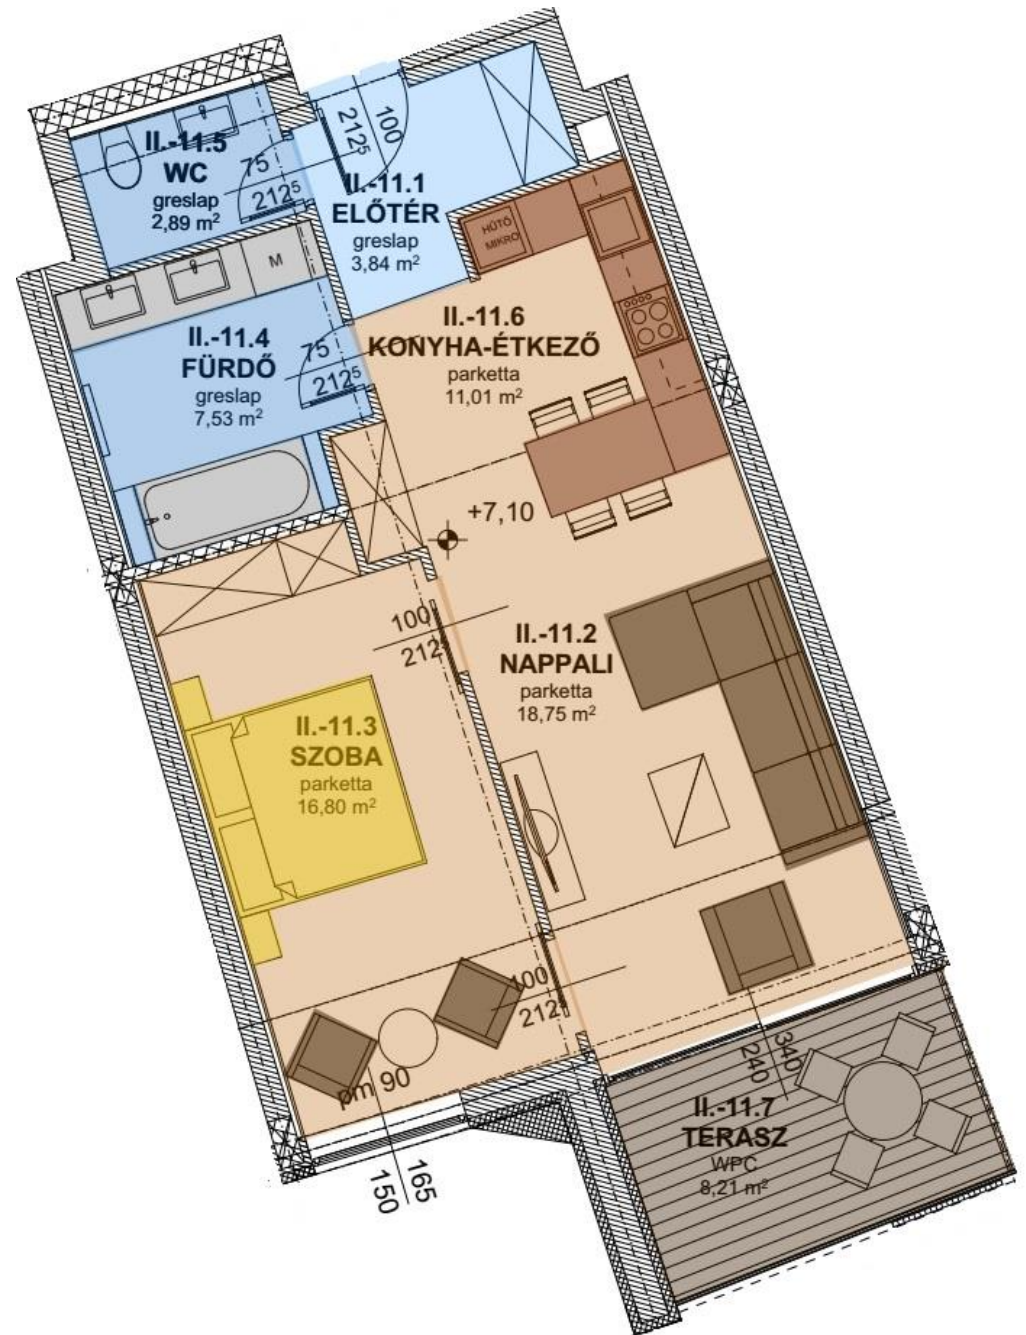 II.-11.5
WC
greslap
2,89 m²
75
212⁵
100
212⁵
II.-11.1
ELŐTÉR
greslap
3,84 m²
HŰTŐ
MIKRO
M
II.-11.4
FÜRDŐ
greslap
7,53 m²
75
212⁵
II.-11.6
KONYHA-ÉTKEZŐ
parketta
11,01 m²
+7,10
100
212⁵
II.-11.2
NAPPALI
parketta
18,75 m²
II.-11.3
SZOBA
parketta
16,80 m²
100
212⁵
pm 90
165
150
340
240
II.-11.7
TERASZ
WPC
8,21 m²